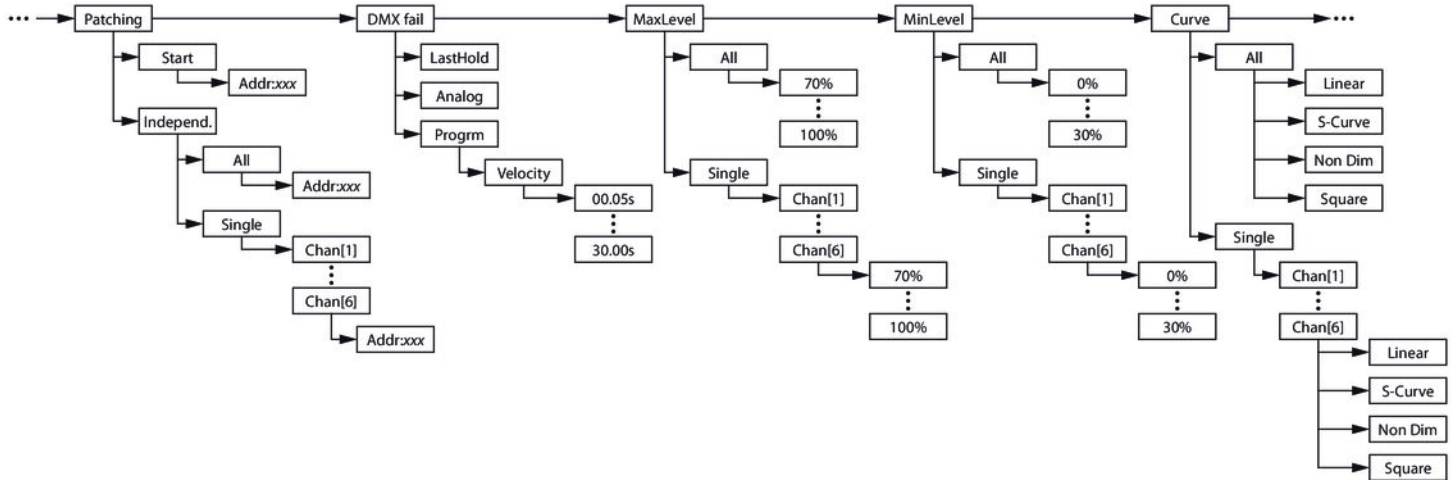 ••• Patching DMX fail MaxLevel MinLevel Curve •••
Start
Addr:xxx
Independ.
All
Addr:xxx
Single
Chan[1]
Chan[6]
Addr:xxx
LastHold
Analog
Progrm
Velocity
00.05s
30.00s
All
70%
100%
Single
Chan[1]
Chan[6]
70%
100%
All
0%
30%
Single
Chan[1]
Chan[6]
0%
30%
All
Linear
S-Curve
Non Dim
Square
Single
Chan[1]
Chan[6]
Linear
S-Curve
Non Dim
Square